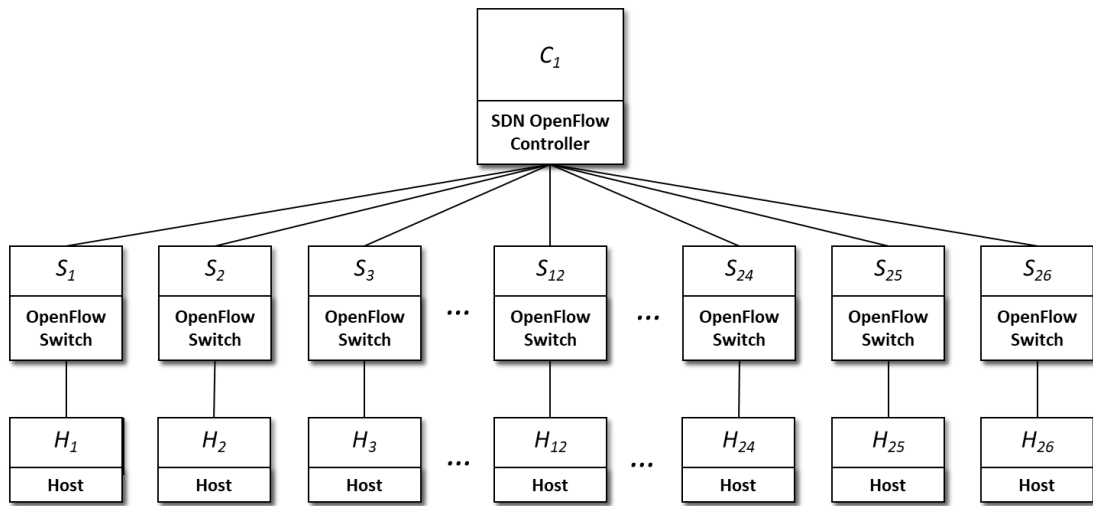 C1
SDN OpenFlow
Controller
S1 S2 S3 S12 S24 S25 S26
OpenFlow OpenFlow OpenFlow ... OpenFlow ... OpenFlow OpenFlow OpenFlow
Switch Switch Switch Switch Switch Switch Switch
H1 H2 H3 ... H12 ... H24 H25 H26
Host Host Host Host Host Host Host